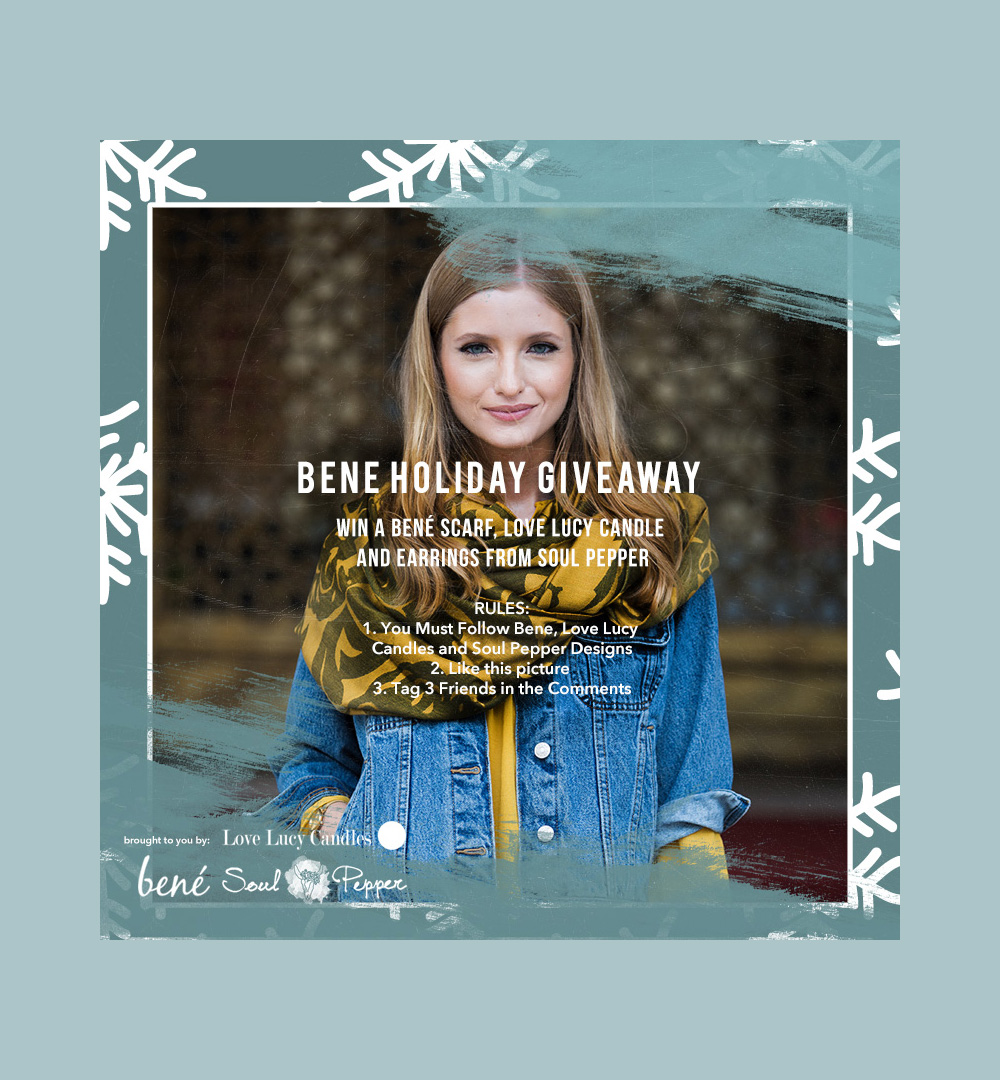 BENE HOLIDAY GIVEAWAY
WIN A BENÉ SCARF, LOVE LUCY CANDLE
AND EARRINGS FROM SOUL PEPPER
RULES:
1. You Must Follow Bene, Love Lucy
Candles and Soul Pepper Designs
2. Like this picture
3. Tag 3 Friends in the Comments
brought to you by: Love Lucy Candles
bené Soul Pepper